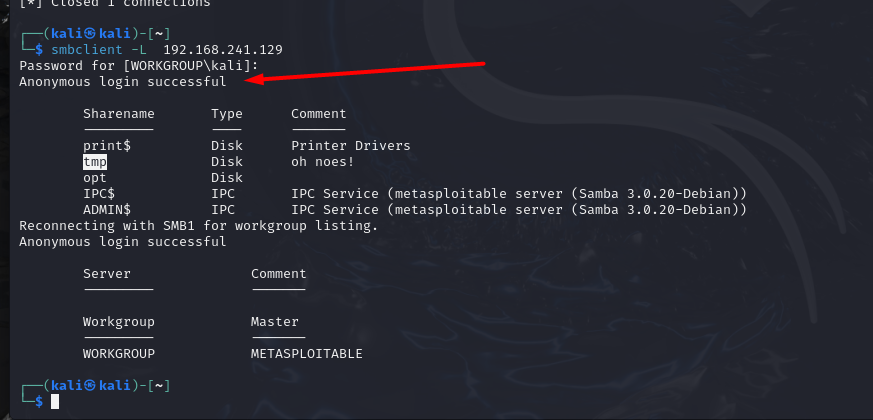 [*] Closed 1 connections
┌──(kali㉿kali)-[~]
└─$ smbclient -L  192.168.241.129
Password for [WORKGROUP\kali]:
Anonymous login successful
Sharename       Type      Comment
---------       ----      -------
print$          Disk      Printer Drivers
tmp             Disk      oh noes!
opt             Disk
IPC$            IPC       IPC Service (metasploitable server (Samba 3.0.20-Debian))
ADMIN$          IPC       IPC Service (metasploitable server (Samba 3.0.20-Debian))
Reconnecting with SMB1 for workgroup listing.
Anonymous login successful
Server               Comment
---------            -------
Workgroup            Master
---------            -------
WORKGROUP            METASPLOITABLE
┌──(kali㉿kali)-[~]
└─$